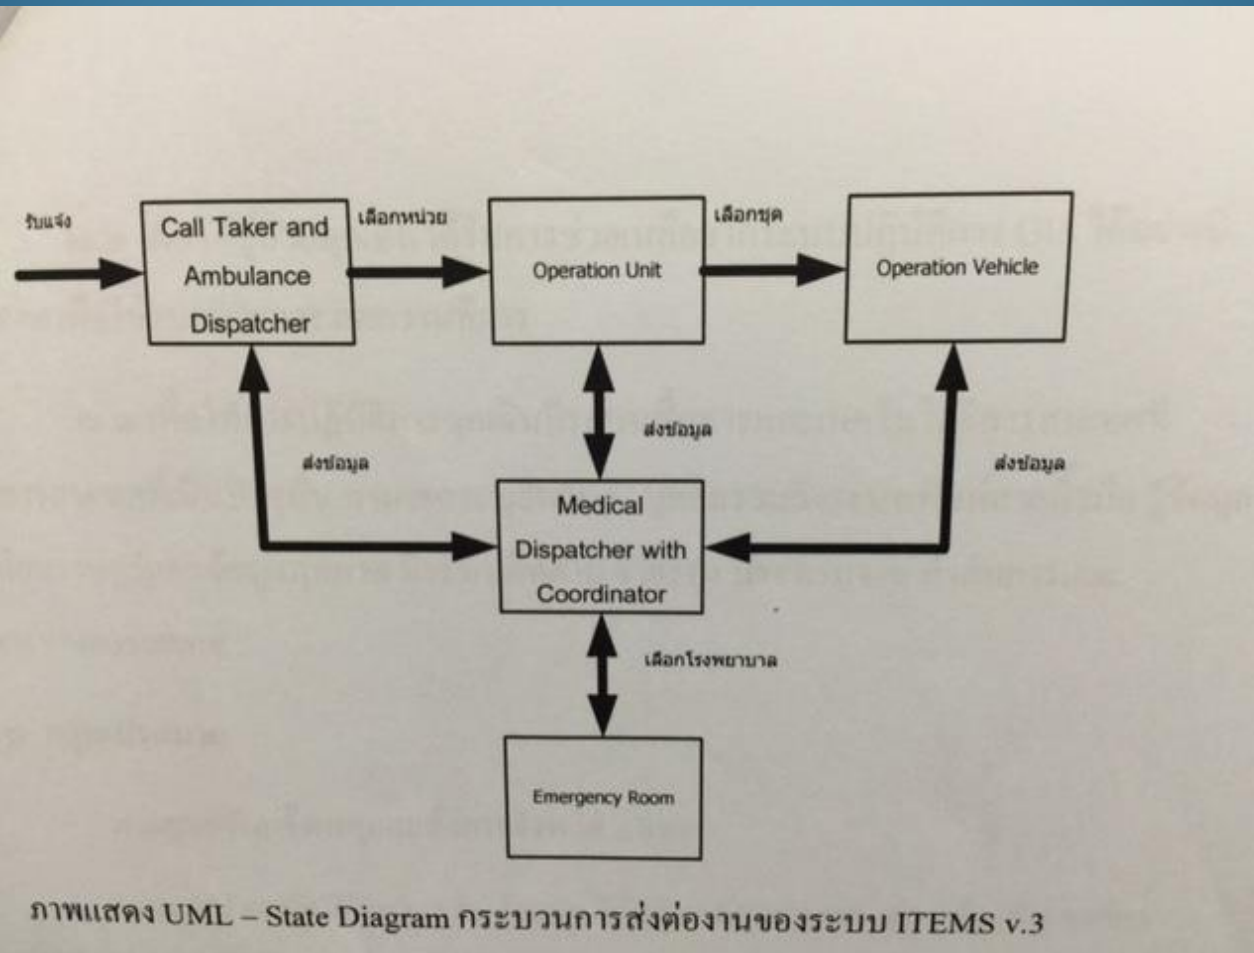 รับแจ้ง
Call Taker and
Ambulance
Dispatcher
เลือกหน่วย
Operation Unit
เลือกชุด
Operation Vehicle
ส่งข้อมูล
ส่งข้อมูล
ส่งข้อมูล
Medical
Dispatcher with
Coordinator
เลือกโรงพยาบาล
Emergency Room
ภาพแสดง UML – State Diagram กระบวนการส่งต่องานของระบบ ITEMS v.3